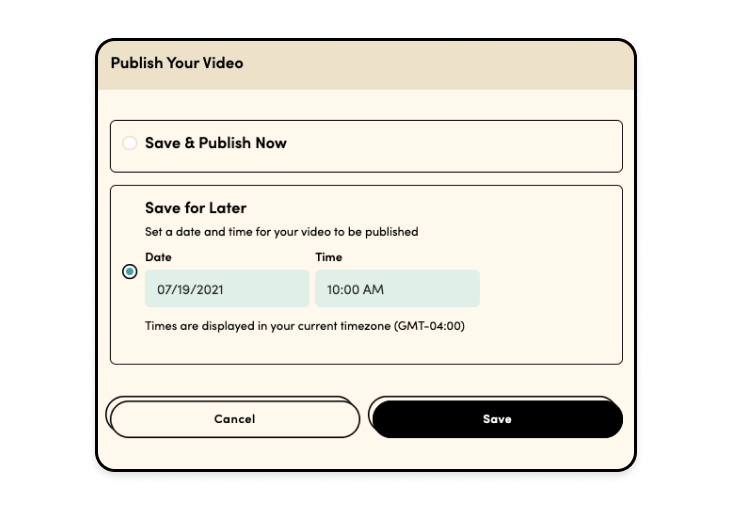 Publish Your Video
Save & Publish Now
Save for Later
Set a date and time for your video to be published
Date Time
07/19/2021 10:00 AM
Times are displayed in your current timezone (GMT-04:00)
Cancel Save